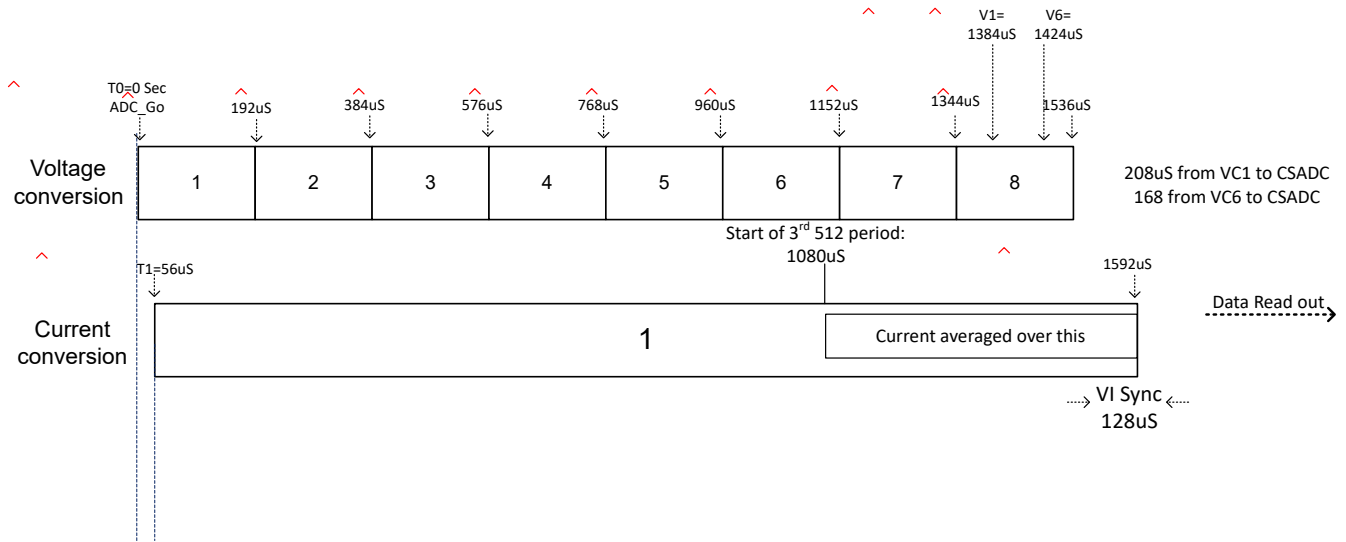 V1=
1384uS
V6=
1424uS
T0=0 Sec
ADC_Go
192uS
384uS
576uS
768uS
960uS
1152uS
1344uS
1536uS
Voltage
conversion
1
2
3
4
5
6
7
8
208uS from VC1 to CSADC
168 from VC6 to CSADC
Start of 3rd 512 period:
1080uS
T1=56uS
1592uS
Current
conversion
1
Current averaged over this
Data Read out
VI Sync
128uS